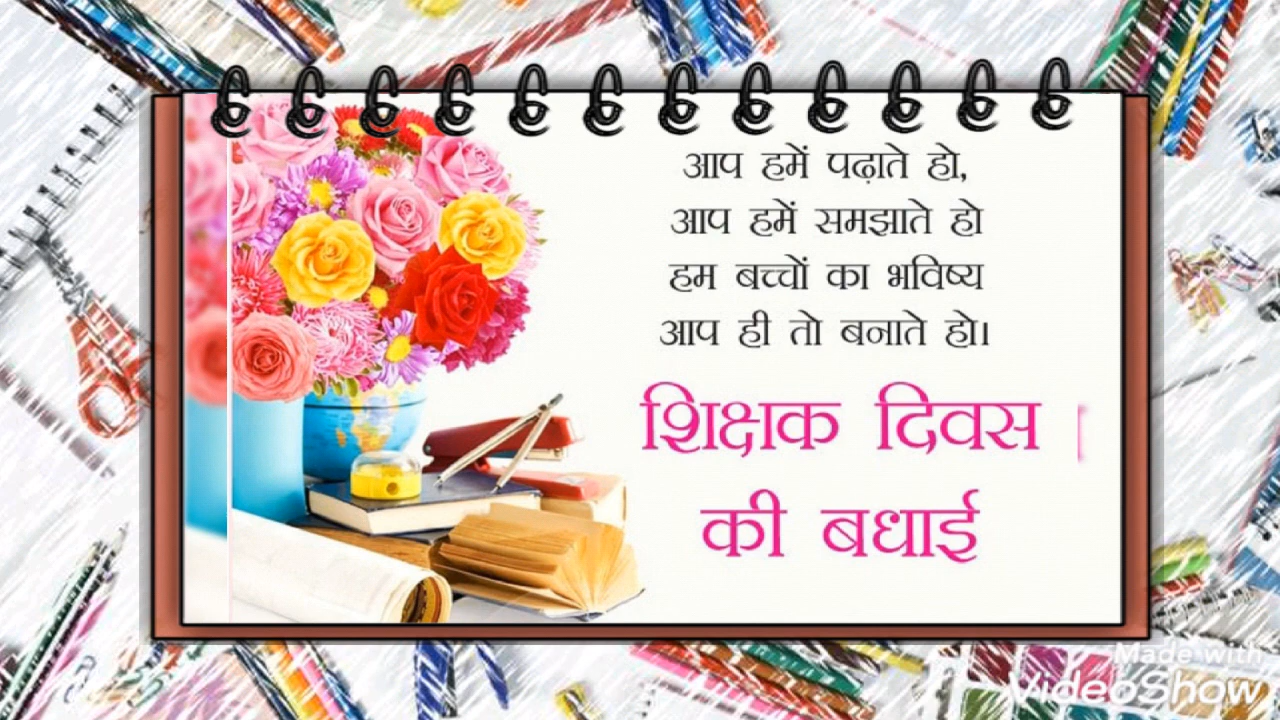 आप हमें पढ़ाते हो,
आप हमें समझाते हो
हम बच्चों का भविष्य
आप ही तो बनाते हो।
शिक्षक दिवस
की बधाई
Made with
VideoShow